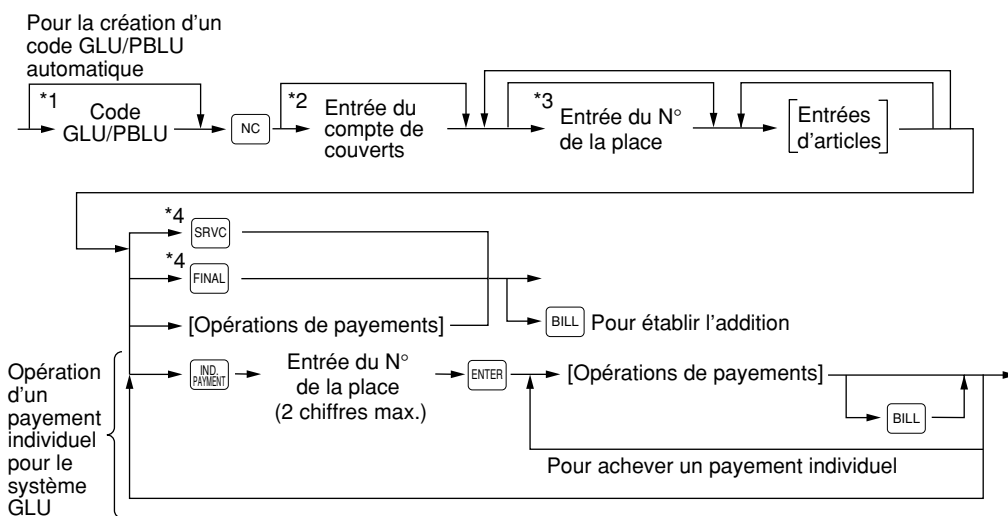 Pour la création d'un
code GLU/PBLU
automatique
*1
Code
GLU/PBLU
NC
*2
Entrée du
compte de
couverts
*3
Entrée du N°
de la place
Entrées
d'articles
*4
SRVC
*4
FINAL
[Opérations de payements]
BILL
Pour établir l'addition
Opération
d'un
payement
individuel
pour le
système
GLU
IND.
PAYMENT
Entrée du N°
de la place
(2 chiffres max.)
ENTER
[Opérations de payements]
BILL
Pour achever un payement individuel